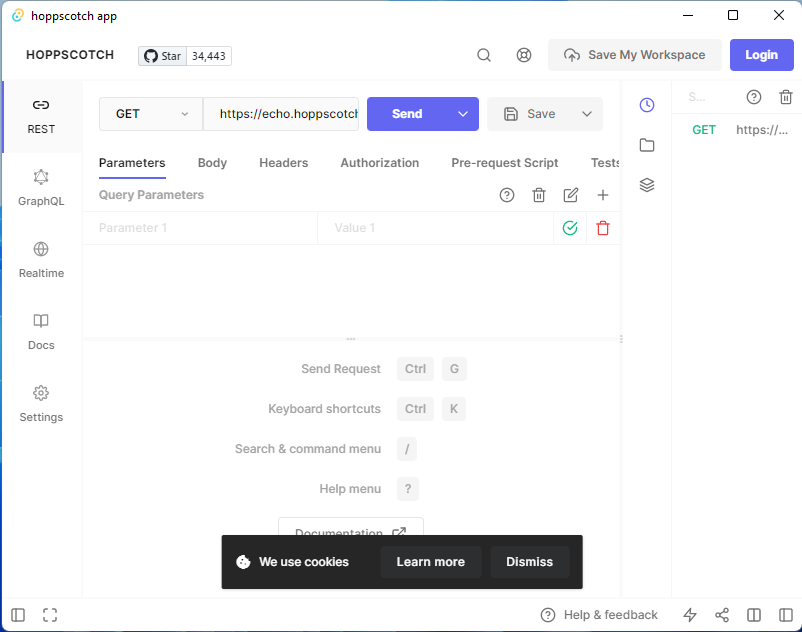 hoppscotch app
HOPPSCOTCH
Star 34,443
Save My Workspace
Login
REST
GraphQL
Realtime
Docs
Settings
GET
https://echo.hoppscotch
Send
Save
Parameters
Body
Headers
Authorization
Pre-request Script
Tests
Query Parameters
Parameter 1
Value 1
Send Request Ctrl G
Keyboard shortcuts Ctrl K
Search & command menu /
Help menu ?
Documentation
We use cookies
Learn more
Dismiss
S...
GET https://...
Help & feedback